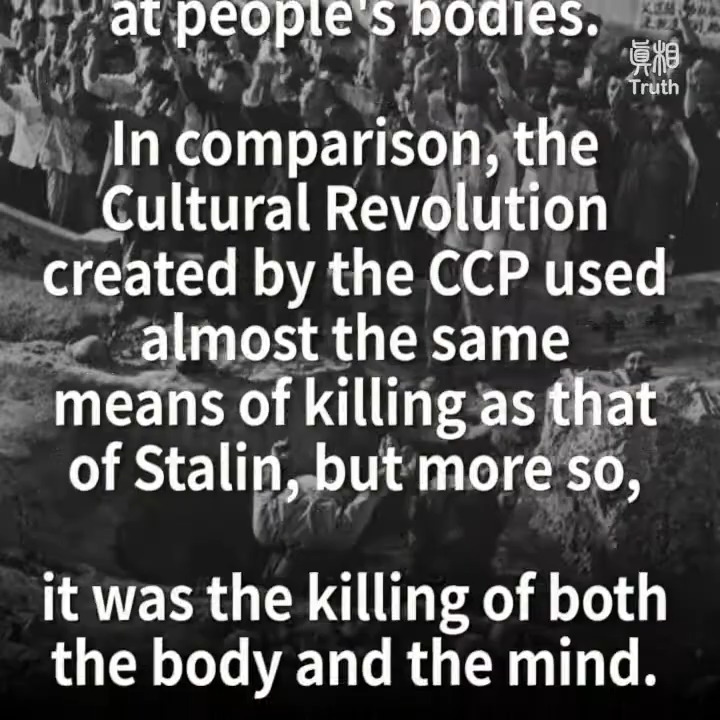 at people's bodies.
真相
Truth
In comparison, the
Cultural Revolution
created by the CCP used
almost the same
means of killing as that
of Stalin, but more so,
it was the killing of both
the body and the mind.